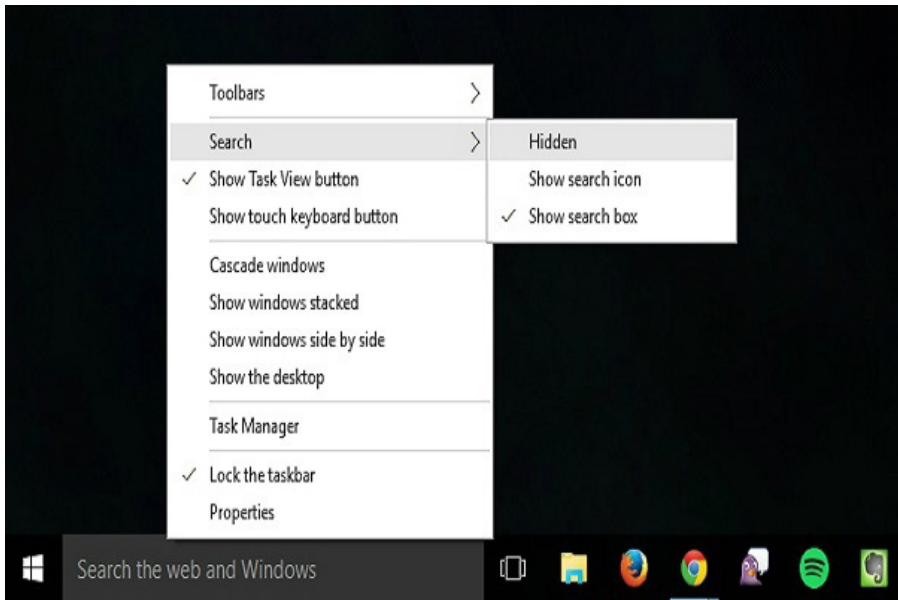 Toolbars
Search
Show Task View button
Show touch keyboard button
Cascade windows
Show windows stacked
Show windows side by side
Show the desktop
Task Manager
Lock the taskbar
Properties
Hidden
Show search icon
Show search box
Search the web and Windows